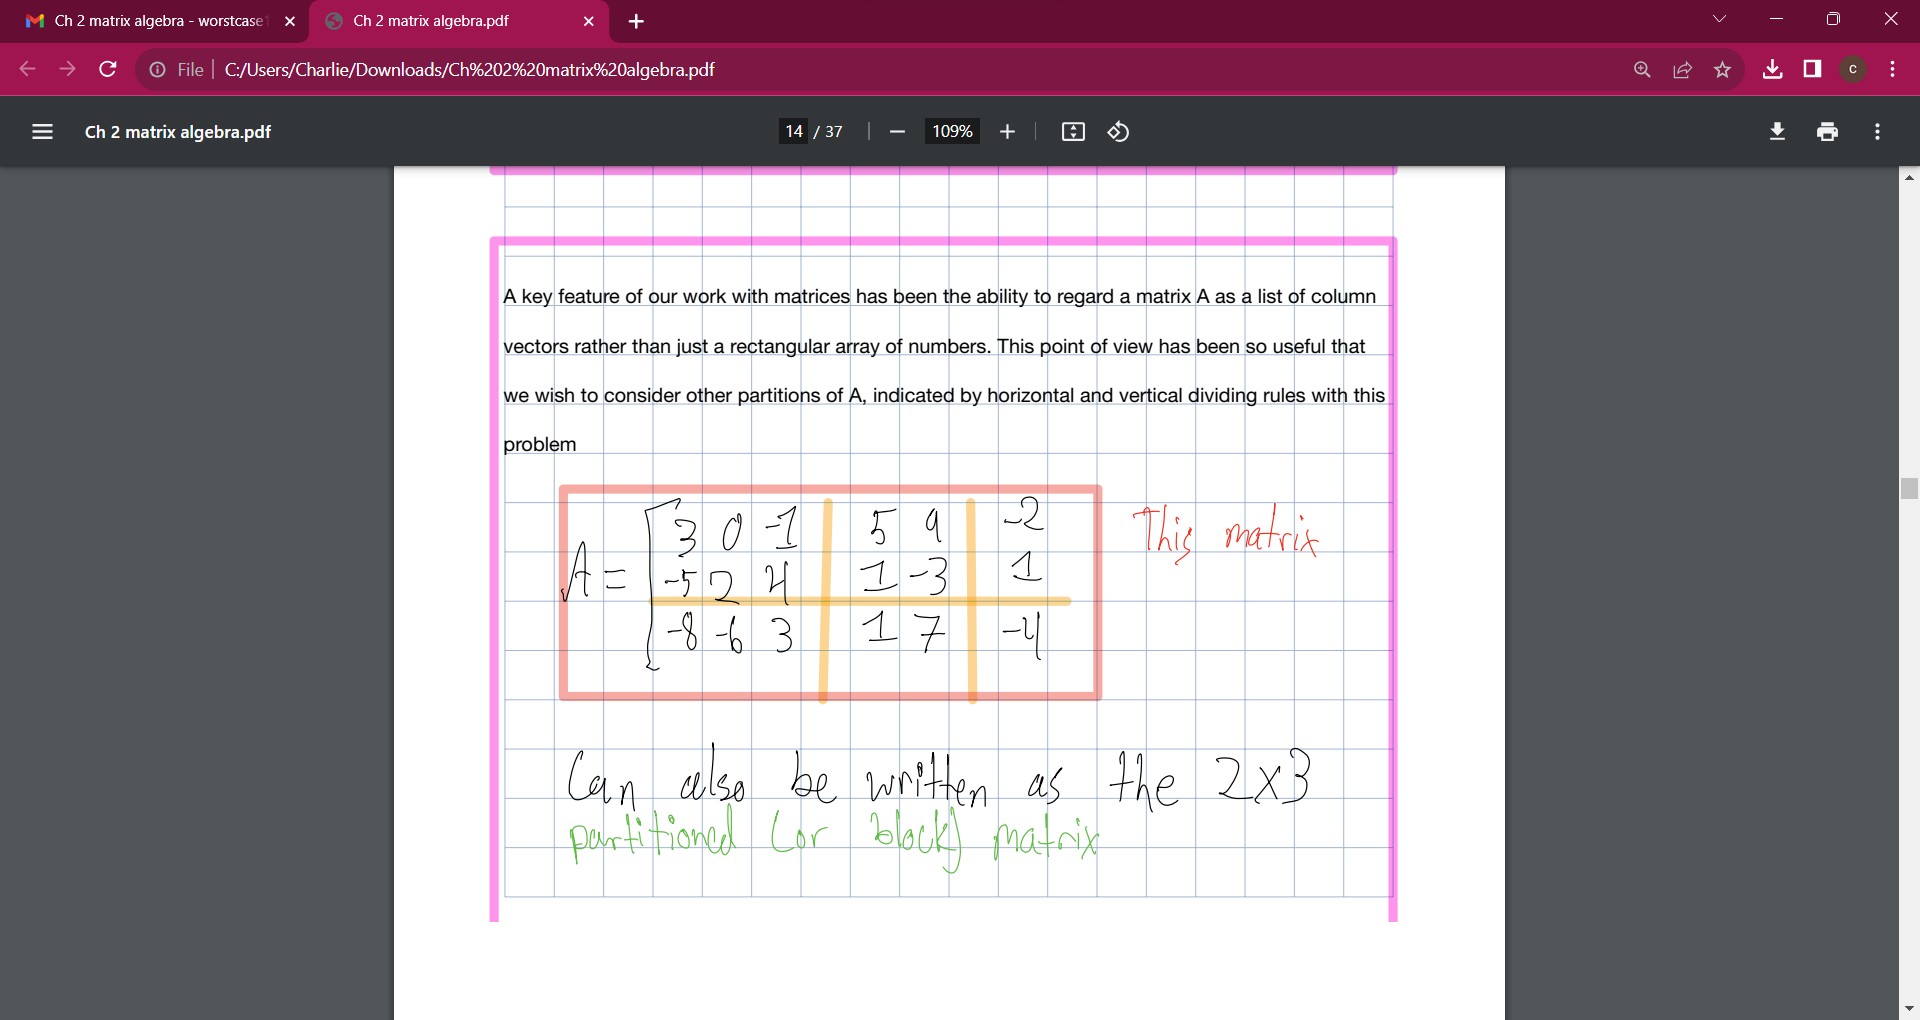 Ch 2 matrix algebra - worstcase1
Ch 2 matrix algebra.pdf
File C:/Users/Charlie/Downloads/Ch%202%20matrix%20algebra.pdf
c
Ch 2 matrix algebra.pdf
14 / 37
109%
A key feature of our work with matrices has been the ability to regard a matrix A as a list of column
vectors rather than just a rectangular array of numbers. This point of view has been so useful that
we wish to consider other partitions of A, indicated by horizontal and vertical dividing rules with this
problem
3 0 -1 5 9 -2 This matrix
A = -5 2 4 1 -3 1
-8 -6 3 1 7 -4
Can also be written as the 2x3
partitioned (or block) matrix